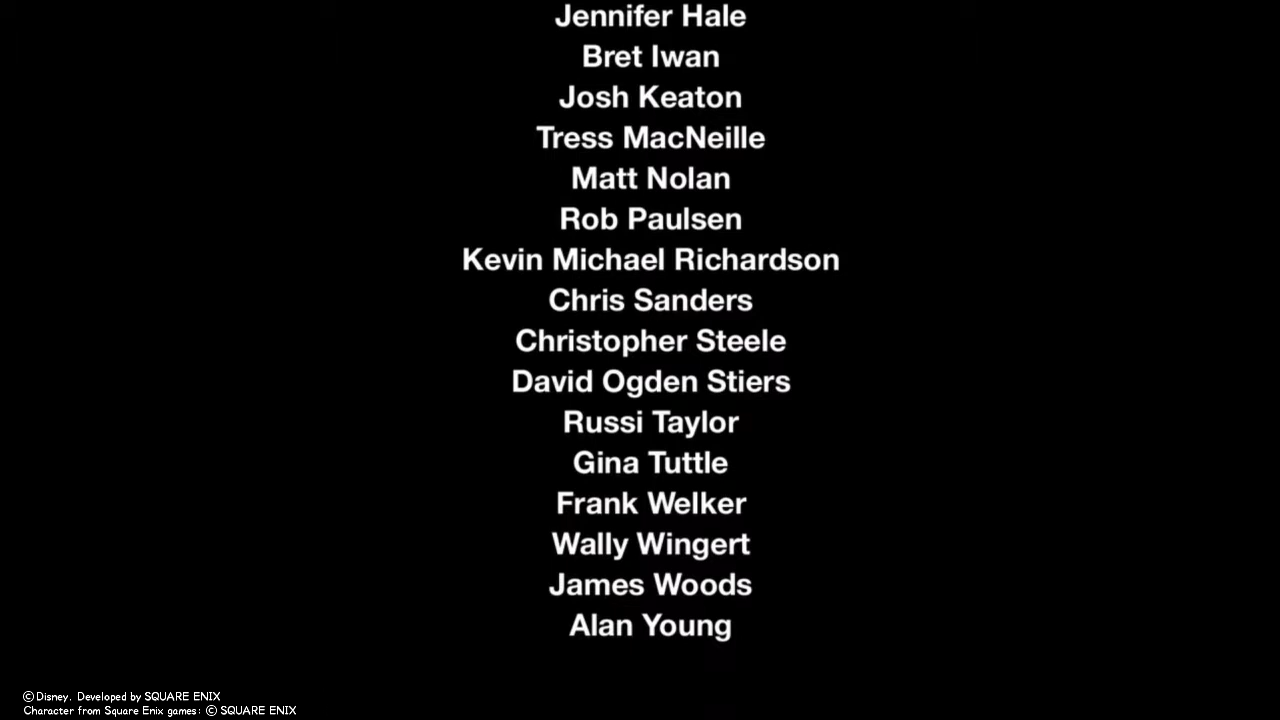 Jennifer Hale
Bret Iwan
Josh Keaton
Tress MacNeille
Matt Nolan
Rob Paulsen
Kevin Michael Richardson
Chris Sanders
Christopher Steele
David Ogden Stiers
Russi Taylor
Gina Tuttle
Frank Welker
Wally Wingert
James Woods
Alan Young
© Disney. Developed by SQUARE ENIX
Character from Square Enix games: © SQUARE ENIX